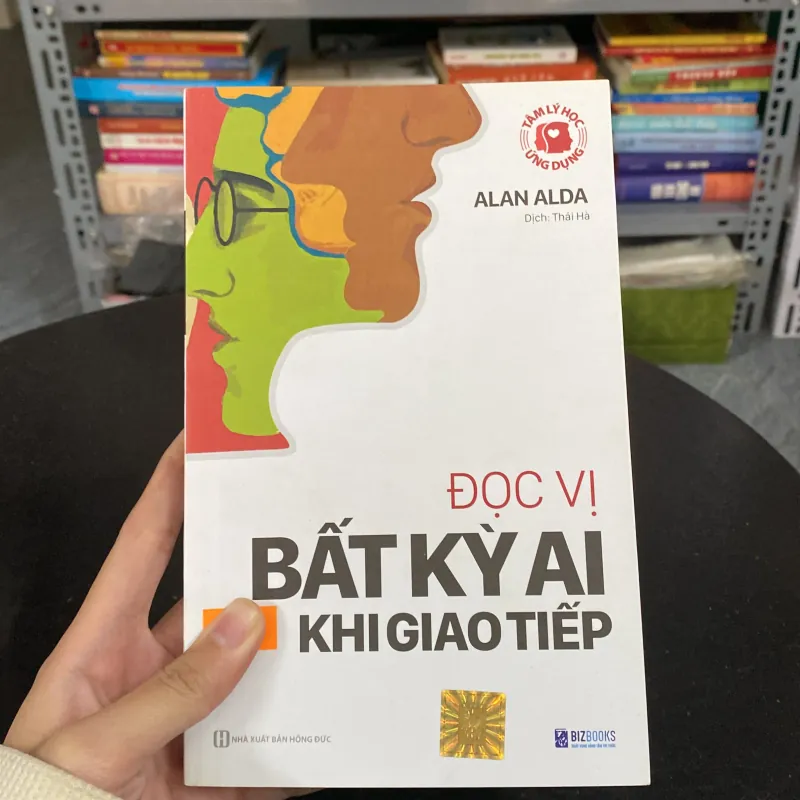 TÂM LÝ HỌC
ỨNG DỤNG
ALAN ALDA
Dịch: Thái Hà
ĐỌC VỊ
BẤT KỲ AI
KHI GIAO TIẾP
NHÀ XUẤT BẢN HỒNG ĐỨC
BIZBOOKS